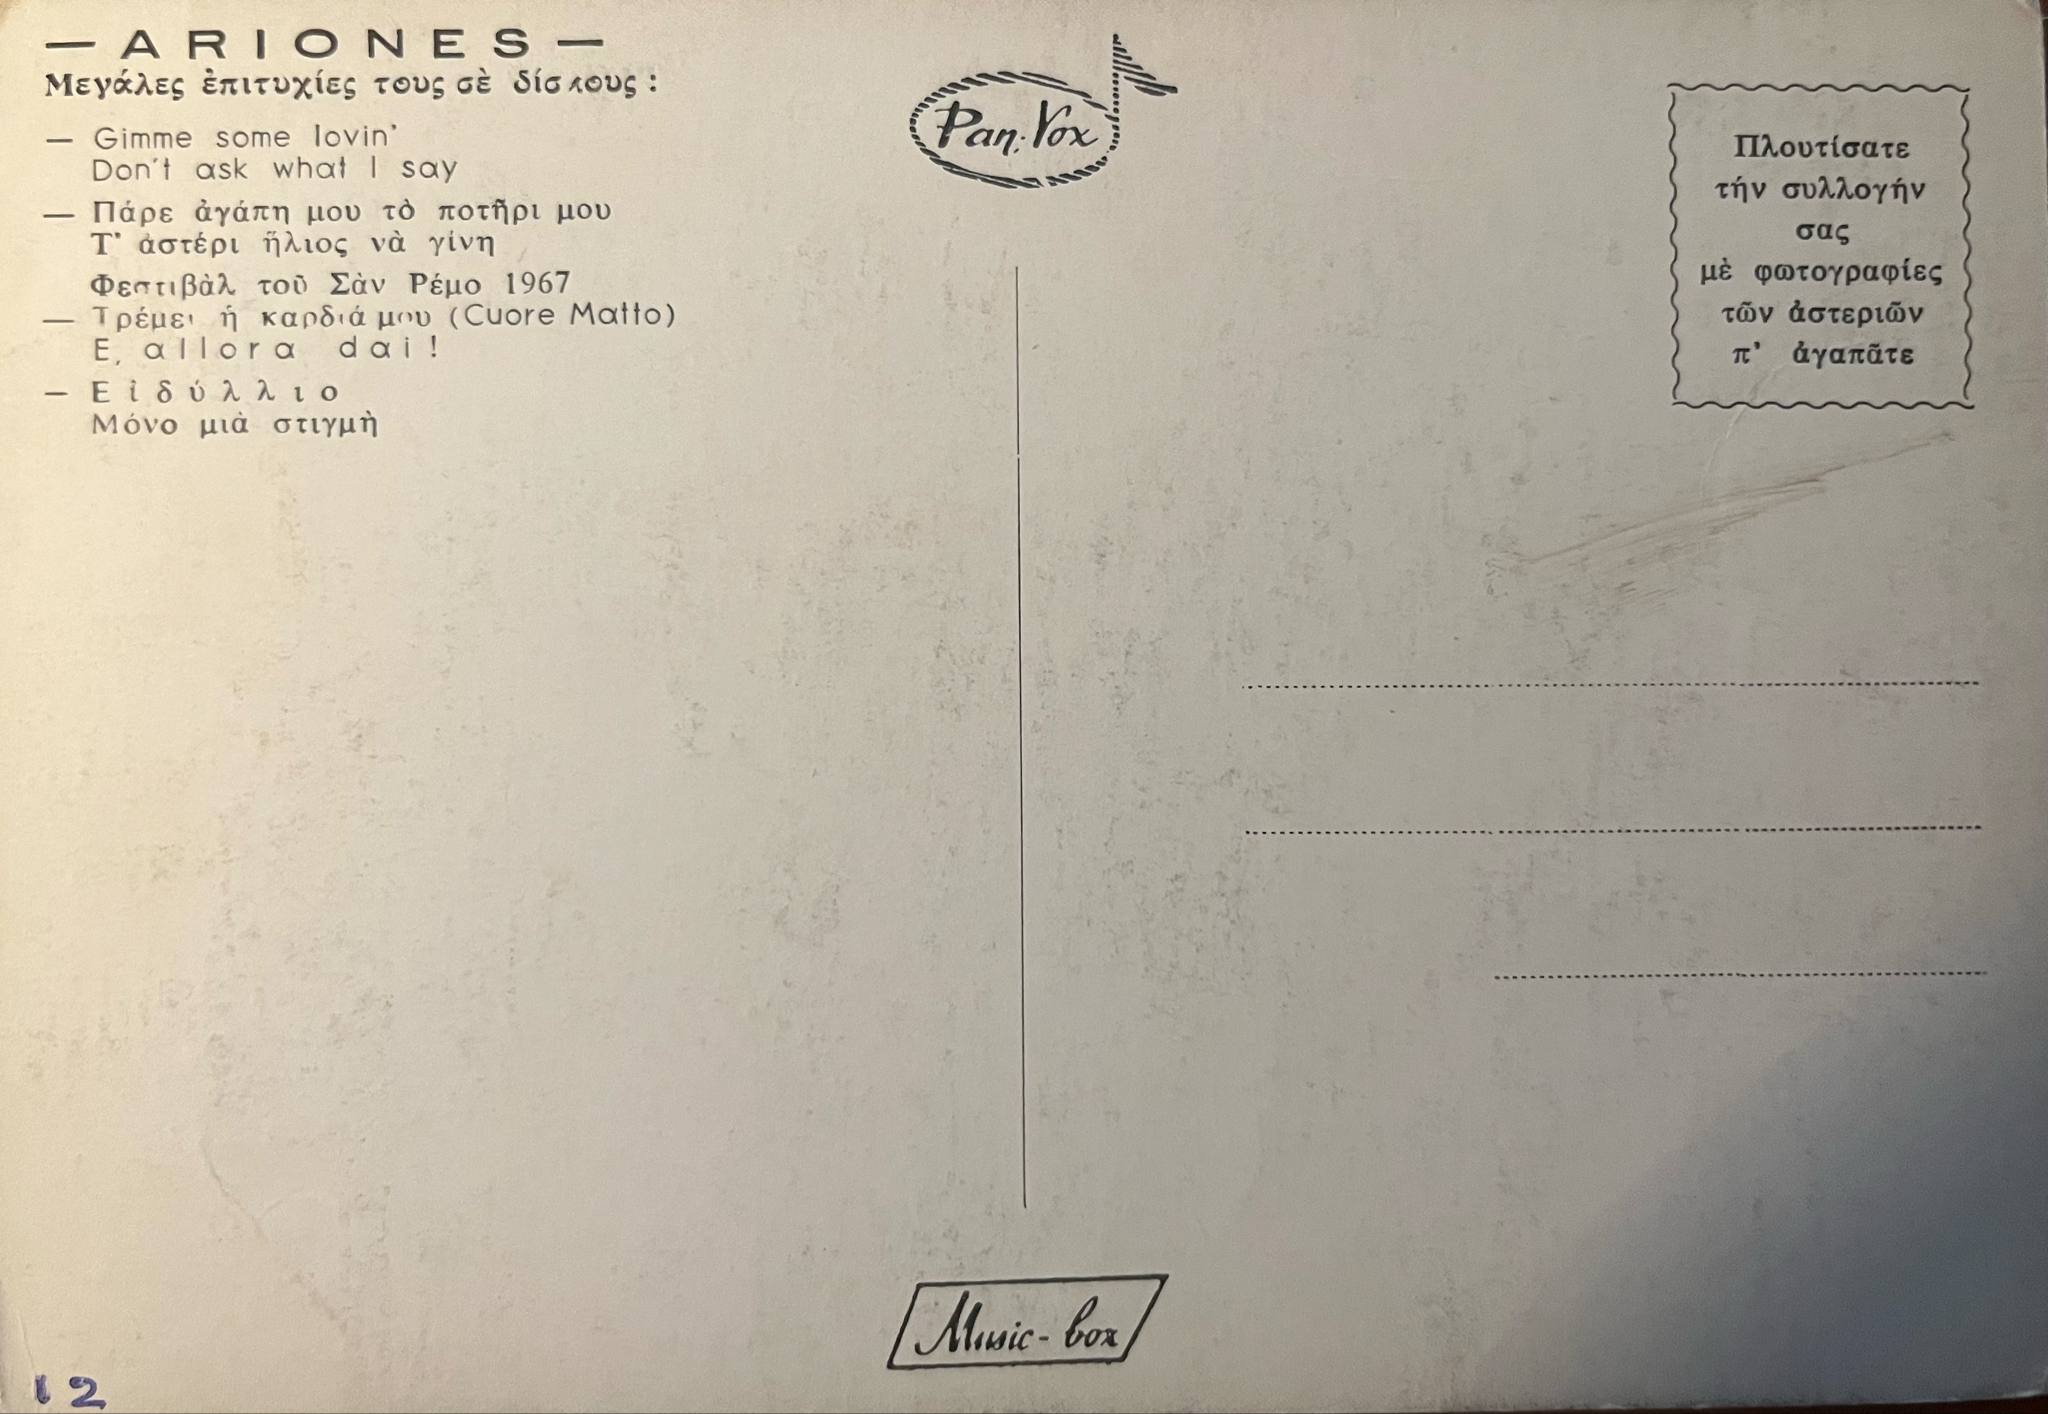 — ARIONES —
Μεγάλες ἐπιτυχίες τους σὲ δίσκους :
— Gimme some lovin'
Don't ask what I say
— Πάρε ἀγάπη μου τὸ ποτῆρι μου
Τ' ἀστέρι ἥλιος νὰ γίνη
Φεστιβὰλ τοῦ Σὰν Ρέμο 1967
— Τρέμει ἡ καρδιά μου (Cuore Matto)
E, allora dai!
— Εἰδύλλιο
Μόνο μιὰ στιγμὴ
Pan-Vox
Πλουτίσατε
τήν συλλογήν
σας
μὲ φωτογραφίες
τῶν ἀστεριῶν
π' ἀγαπᾶτε
Music-box
12